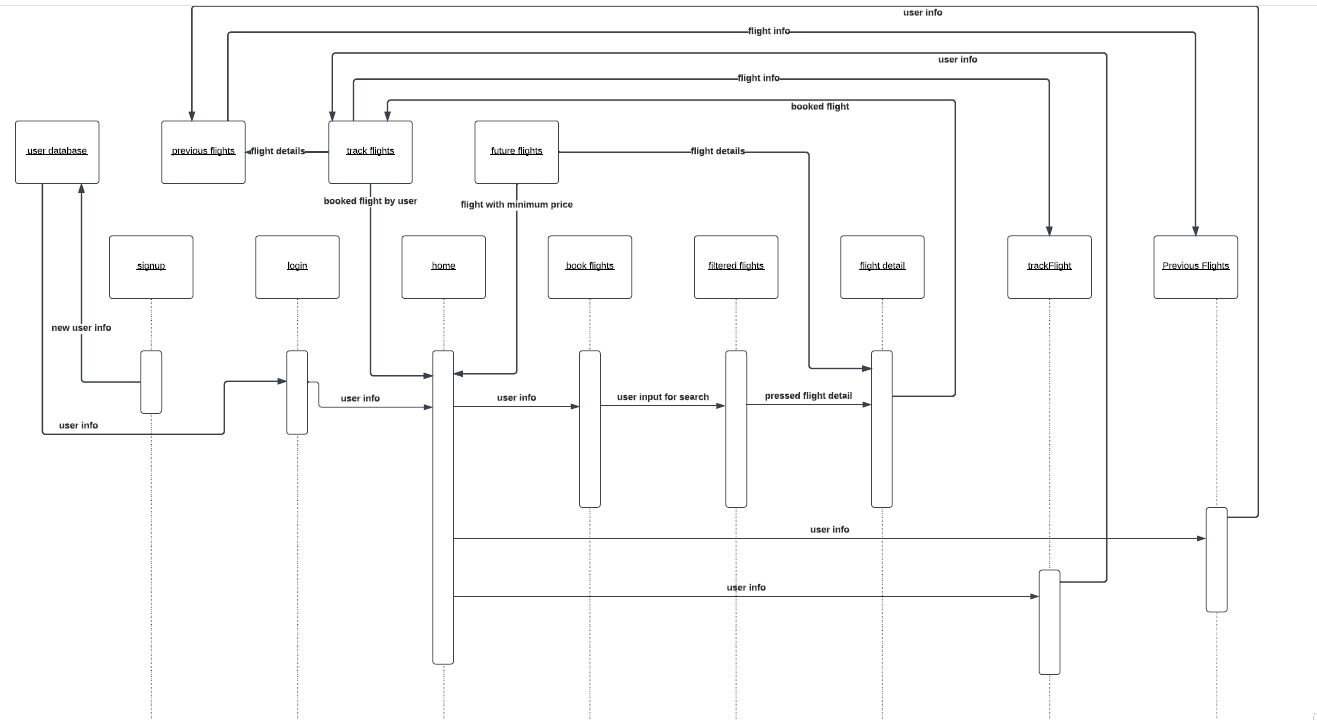 user info
flight info
user info
flight info
booked flight
user database
previous flights
flight details
track flights
future flights
flight details
booked flight by user
flight with minimum price
signup
login
home
book flights
filtered flights
flight detail
trackFlight
Previous Flights
new user info
user info
user info
user input for search
pressed flight detail
user info
user info
user info